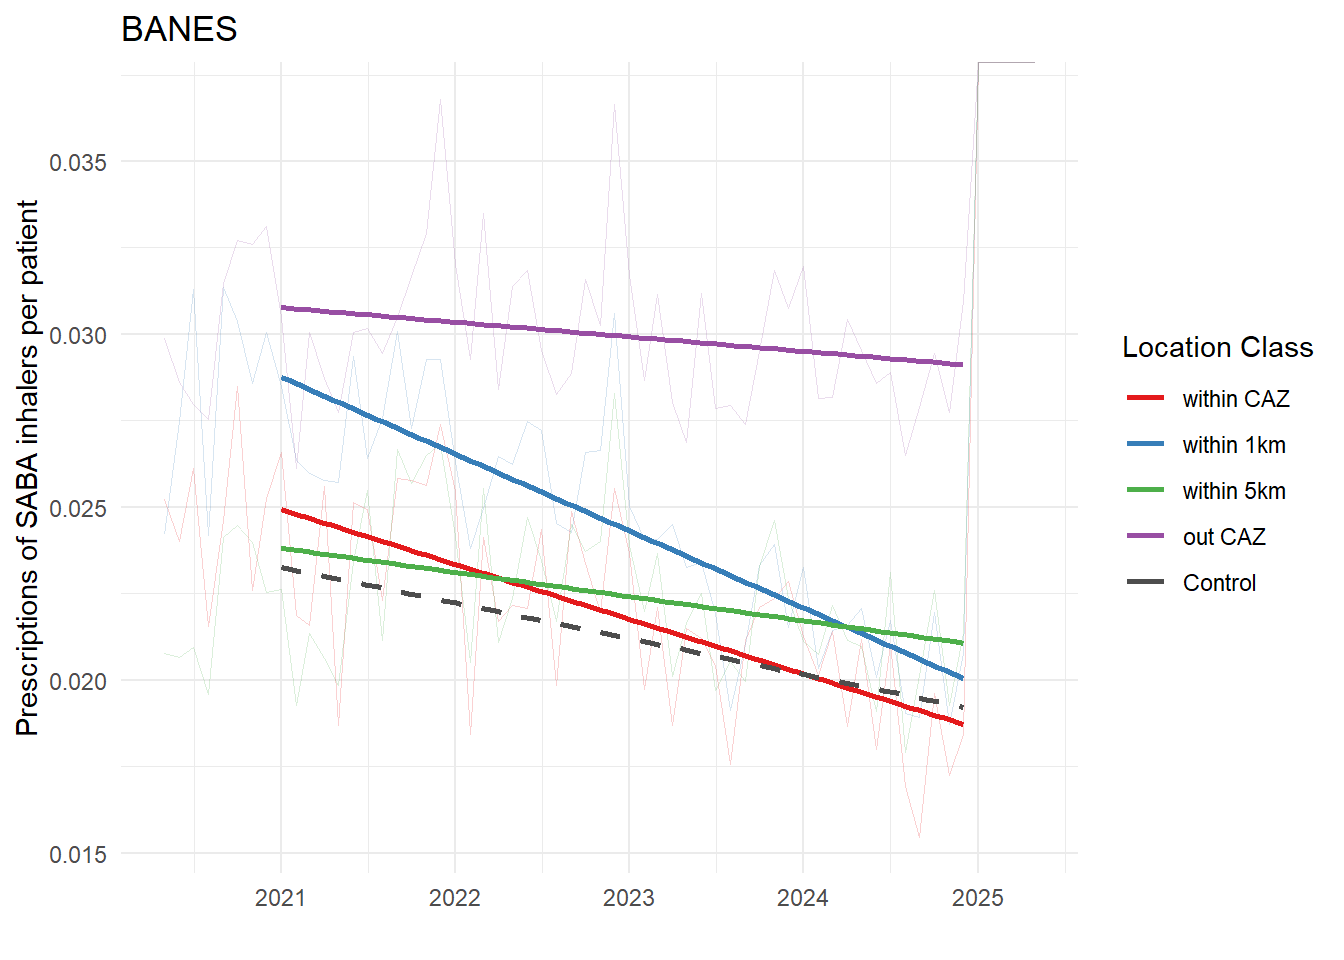 BANES
Prescriptions of SABA inhalers per patient
0.035
0.030
0.025
0.020
0.015
2021
2022
2023
2024
2025
Location Class
within CAZ
within 1km
within 5km
out CAZ
Control